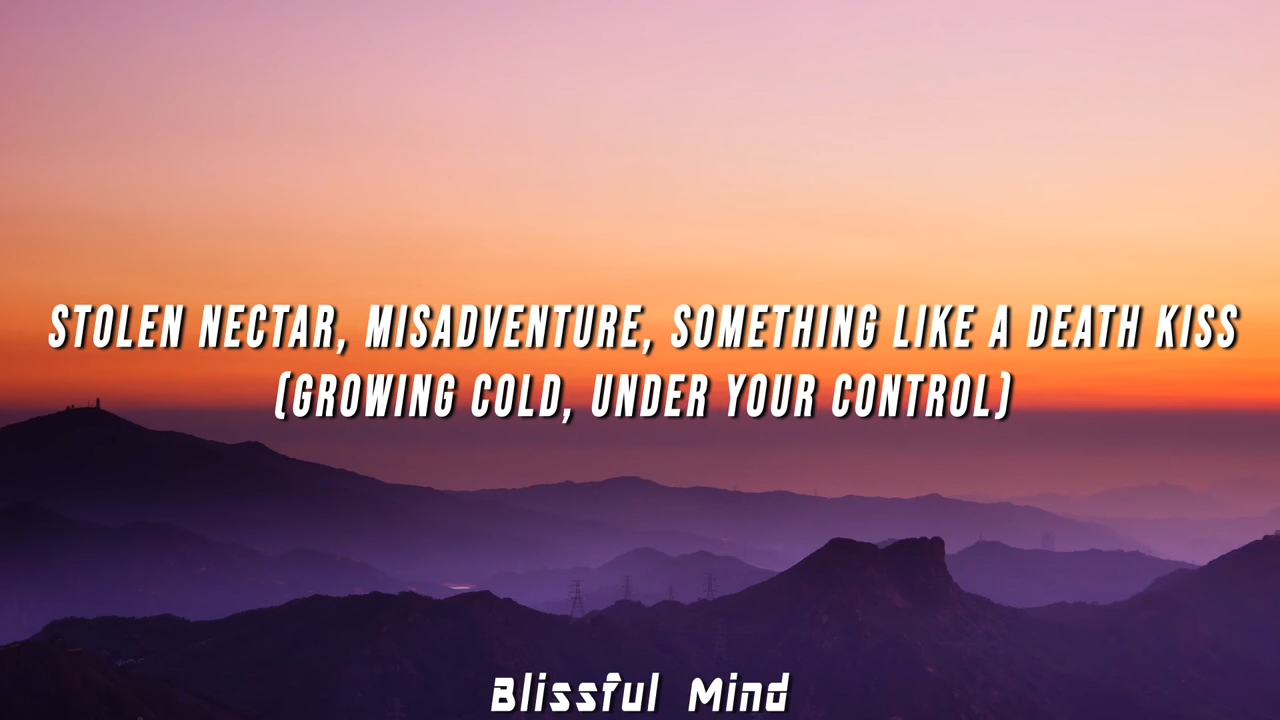 STOLEN NECTAR, MISADVENTURE, SOMETHING LIKE A DEATH KISS
(GROWING COLD, UNDER YOUR CONTROL)
Blissful Mind